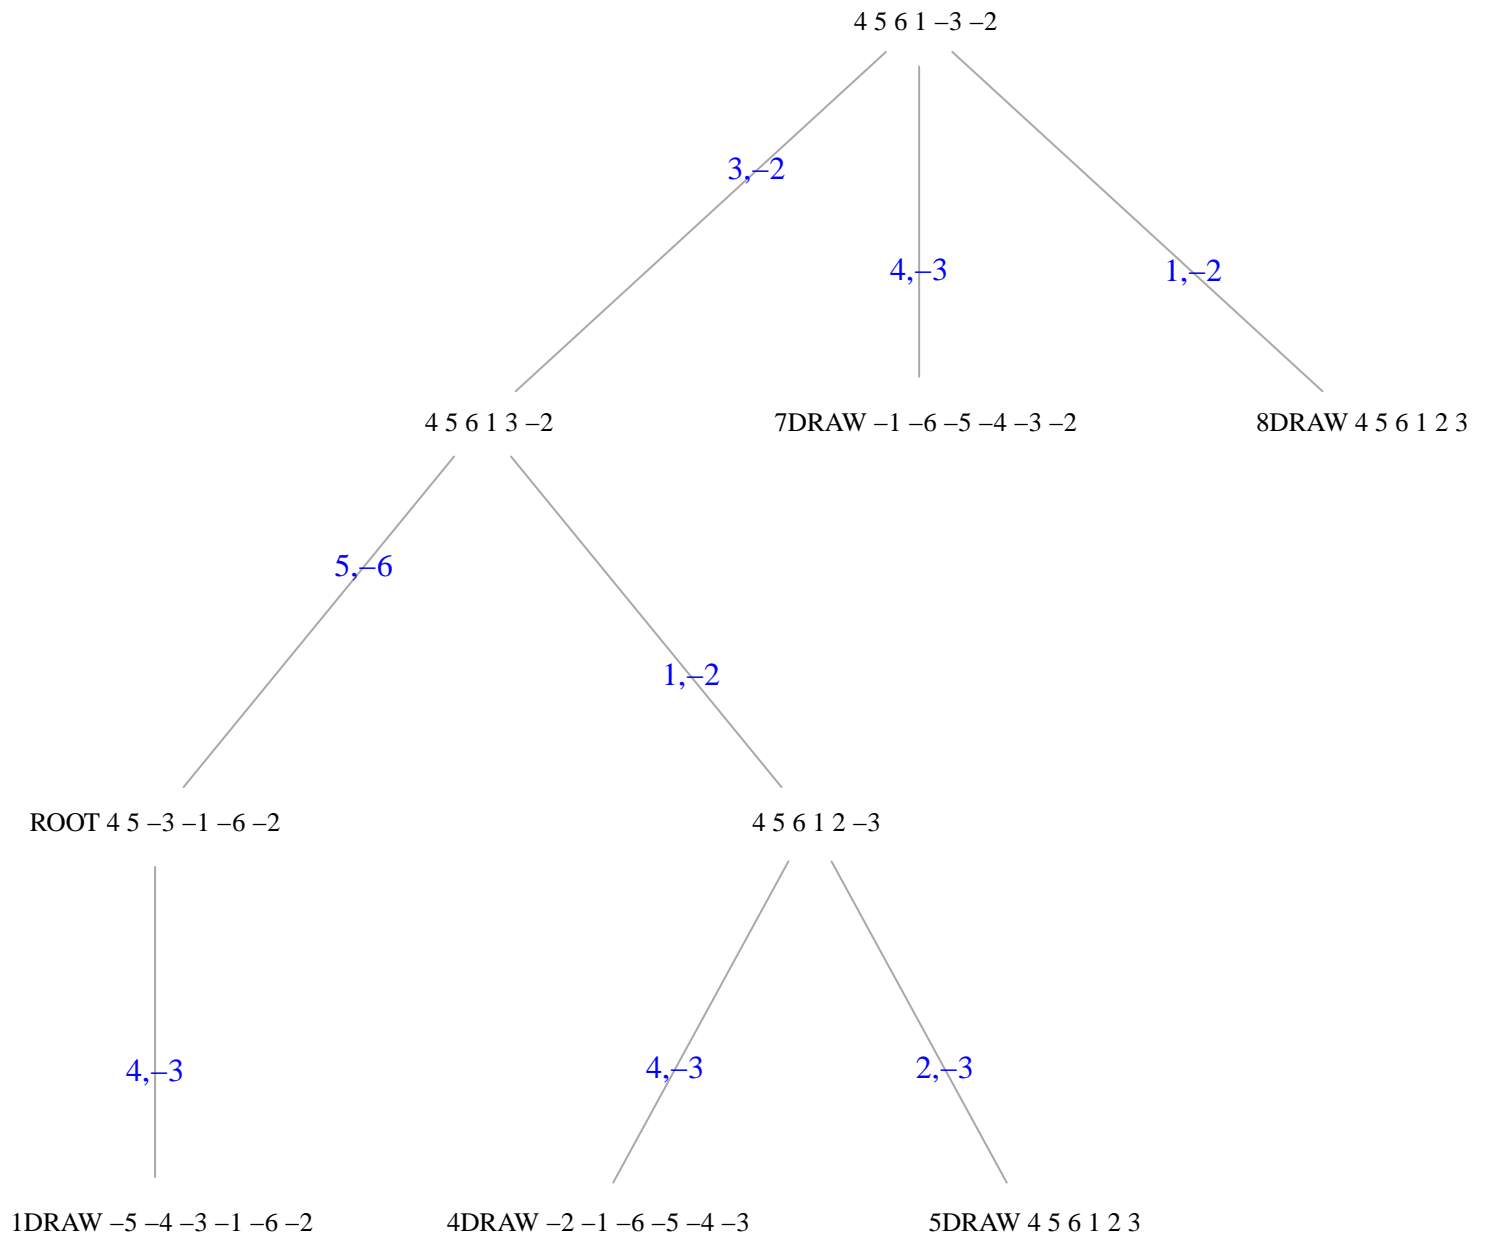 4 5 6 1 –3 –2
3,–2
4,–3
1,–2
4 5 6 1 3 –2
7DRAW –1 –6 –5 –4 –3 –2
8DRAW 4 5 6 1 2 3
5,–6
1,–2
ROOT 4 5 –3 –1 –6 –2
4 5 6 1 2 –3
4,–3
4,–3
2,–3
1DRAW –5 –4 –3 –1 –6 –2
4DRAW –2 –1 –6 –5 –4 –3
5DRAW 4 5 6 1 2 3